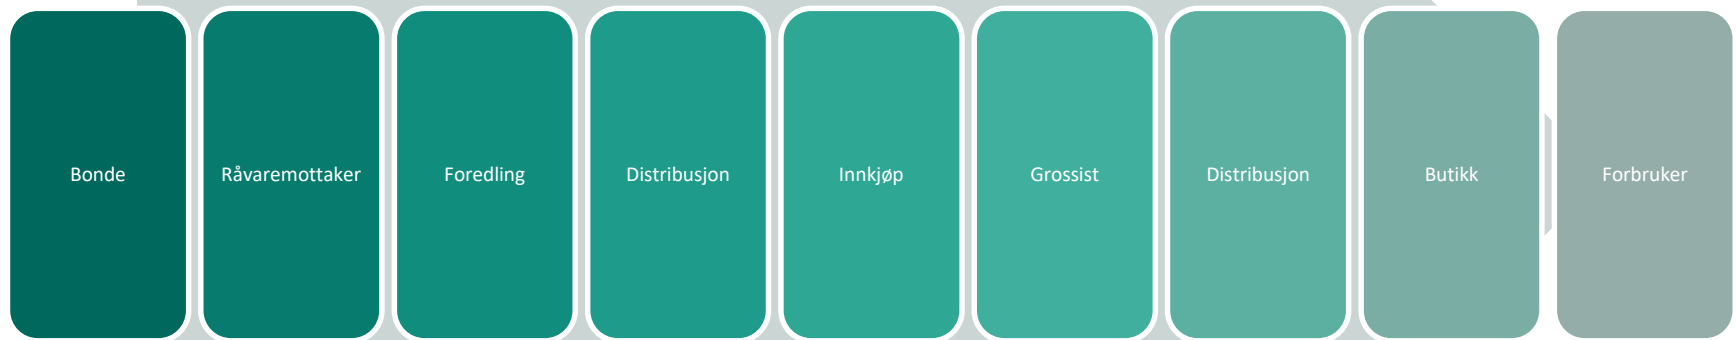 Bonde
Råvaremottaker
Foredling
Distribusjon
Innkjøp
Grossist
Distribusjon
Butikk
Forbruker